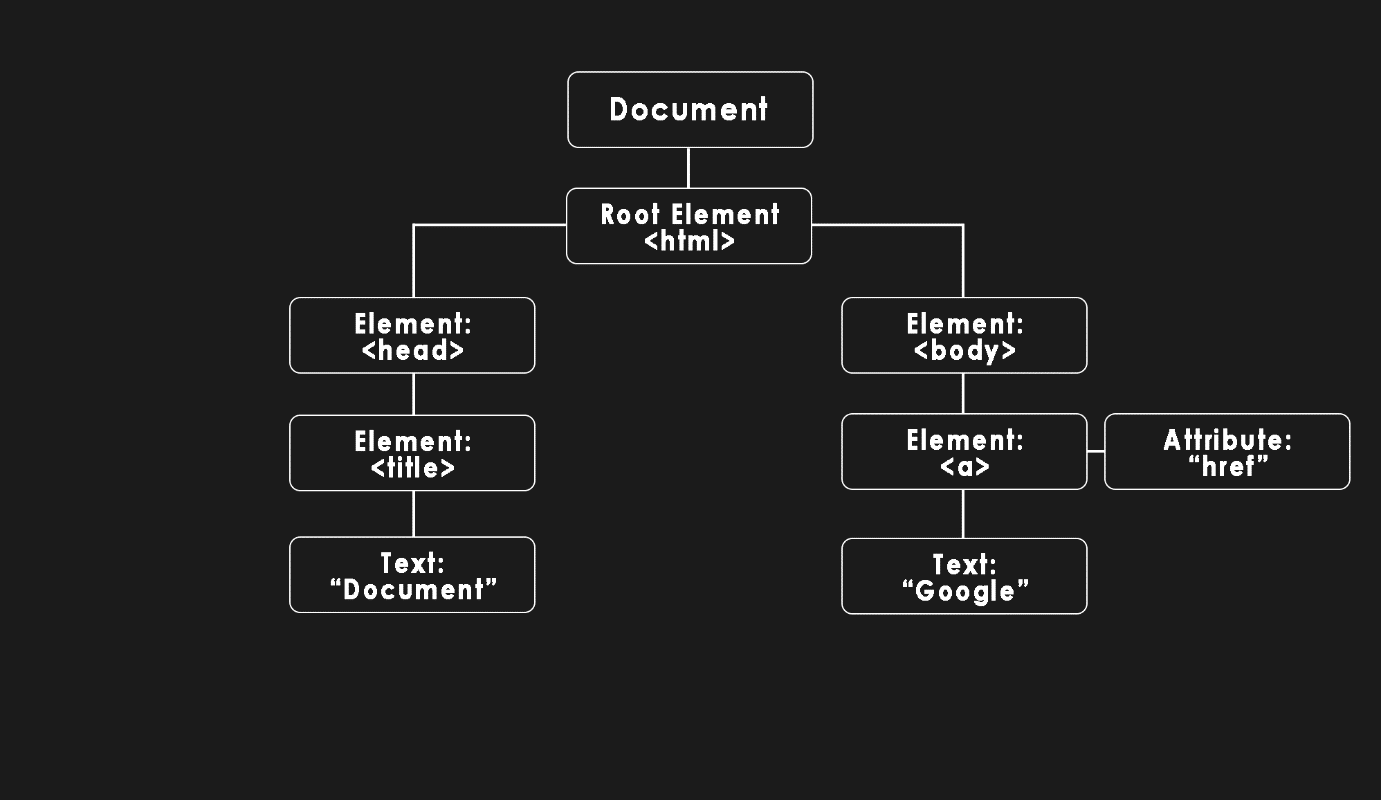 Document
Root Element
<html>
Element:
<head>
Element:
<body>
Element:
<title>
Element:
<a>
Attribute:
“href”
Text:
“Document”
Text:
“Google”